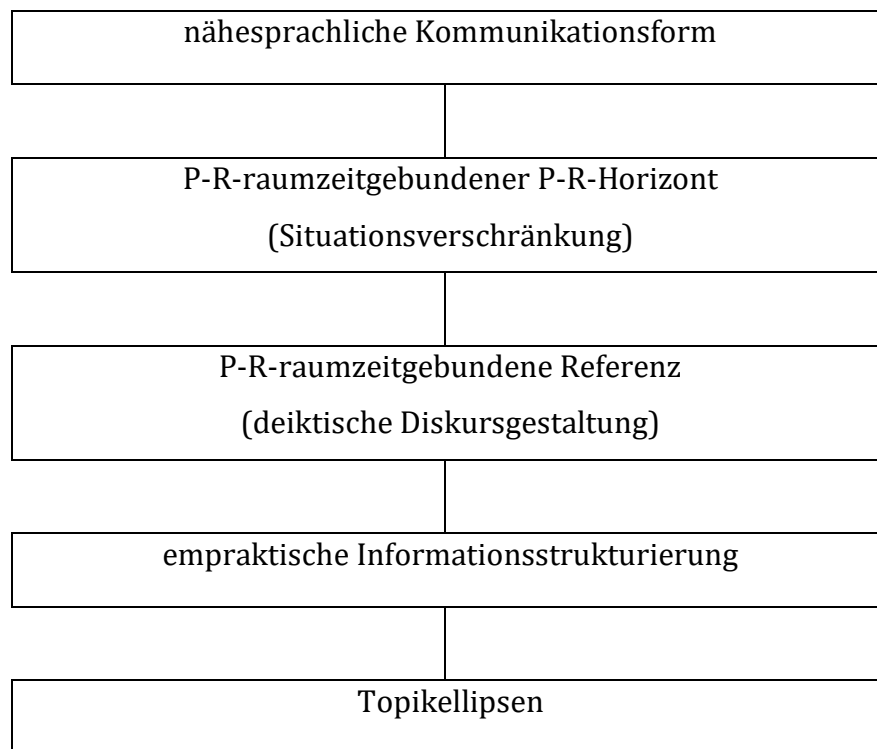 nähesprachliche Kommunikationsform
P-R-raumzeitgebundener P-R-Horizont
(Situationsverschränkung)
P-R-raumzeitgebundene Referenz
(deiktische Diskursgestaltung)
empraktische Informationsstrukturierung
Topikellipsen